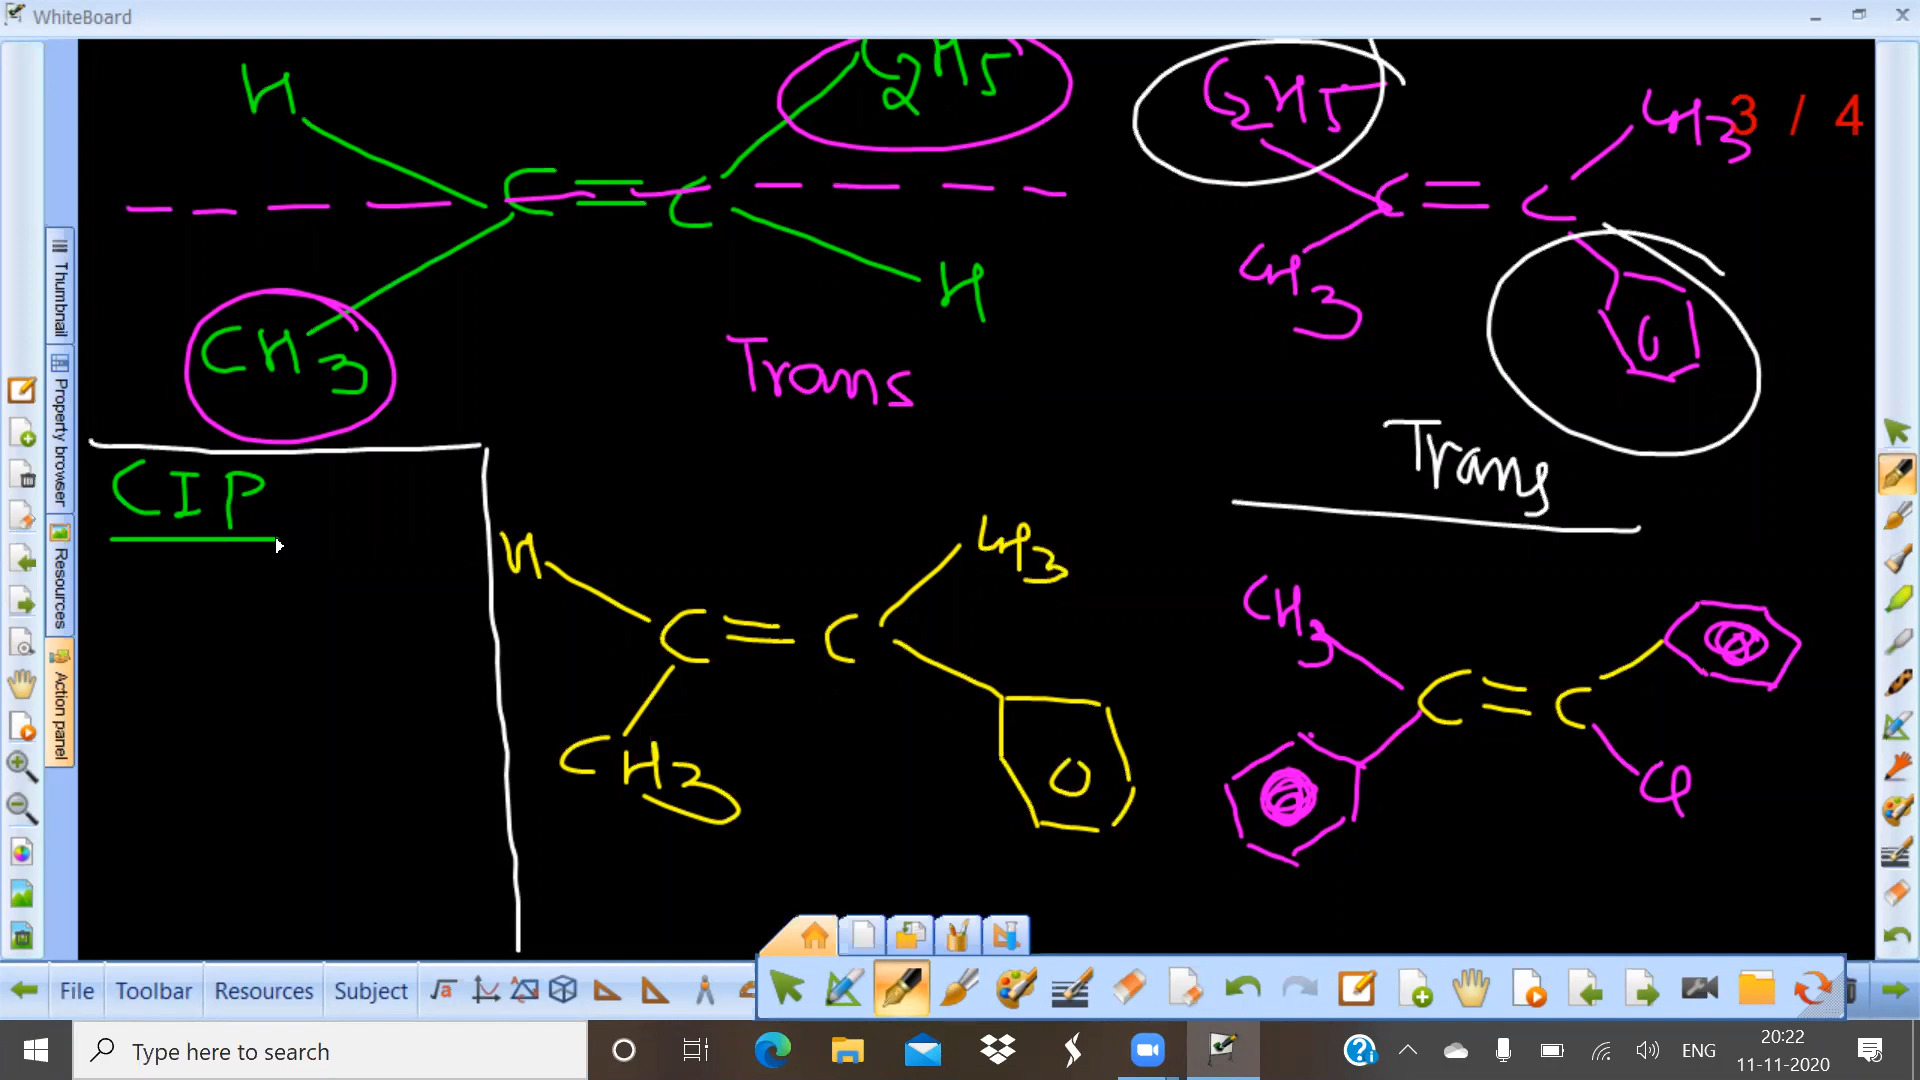 WhiteBoard
H
C2H5
C2H5
CH3
3 / 4
C
C
C
C
CH3
H
CH3
Trans
Trans
CIP
H
CH3
CH3
C
C
C
C
CH3
Cl
Thumbnail
Property browser
Resources
Action panel
File
Toolbar
Resources
Subject
Type here to search
ENG
20:22
11-11-2020